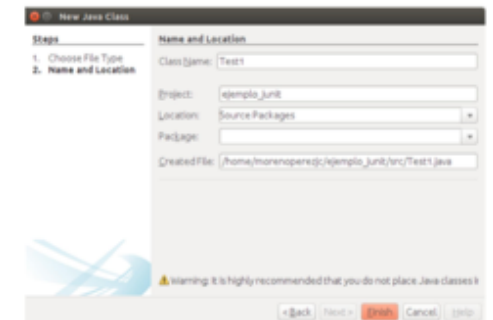 New Java Class
Steps
1. Choose File Type
2. Name and Location
Name and Location
Class Name: Test1
Project: ejemplo_junit
Location: Source Packages
Package:
Created File: /home/morenoperezjc/ejemplo_junit/src/Test1.java
Warning: It is highly recommended that you do not place Java classes i
< Back Next > Finish Cancel Help